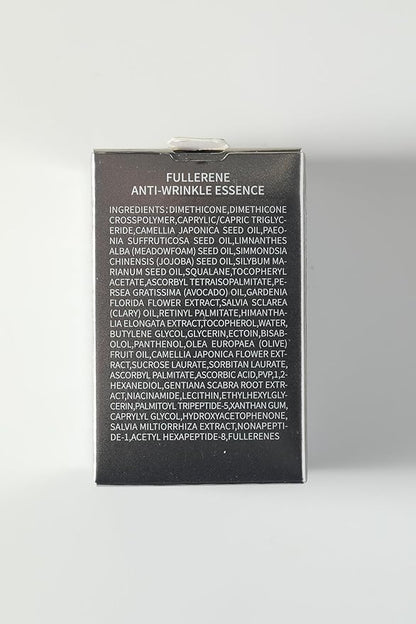 FULLERENE
ANTI-WRINKLE ESSENCE
INGREDIENTS:DIMETHICONE,DIMETHICONE
CROSSPOLYMER,CAPRYLIC/CAPRIC TRIGLYC-
ERIDE,CAMELLIA JAPONICA SEED OIL,PAEO-
NIA SUFFRUTICOSA SEED OIL,LIMNANTHES
ALBA (MEADOWFOAM) SEED OIL,SIMMONDSIA
CHINENSIS (JOJOBA) SEED OIL,SILYBUM MA-
RIANUM SEED OIL,SQUALANE,TOCOPHERYL
ACETATE,ASCORBYL TETRAISOPALMITATE,PE-
RSEA GRATISSIMA (AVOCADO) OIL,GARDENIA
FLORIDA FLOWER EXTRACT,SALVIA SCLAREA
(CLARY) OIL,RETINYL PALMITATE,HIMANTHA-
LIA ELONGATA EXTRACT,TOCOPHEROL,WATER,
BUTYLENE GLYCOL,GLYCERIN,ECTOIN,BISAB-
OLOL,PANTHENOL,OLEA EUROPAEA (OLIVE)
FRUIT OIL,CAMELLIA JAPONICA FLOWER EXT-
RACT,SUCROSE LAURATE,SORBITAN LAURATE,
ASCORBYL PALMITATE,ASCORBIC ACID,PVP,1,2-
HEXANEDIOL,GENTIANA SCABRA ROOT EXTR-
ACT,NIACINAMIDE,LECITHIN,ETHYLHEXYLGLY-
CERIN,PALMITOYL TRIPEPTIDE-5,XANTHAN GUM,
CAPRYLYL GLYCOL,HYDROXYACETOPHENONE,
SALVIA MILTIORRHIZA EXTRACT,NONAPEPTI-
DE-1,ACETYL HEXAPEPTIDE-8,FULLERENES